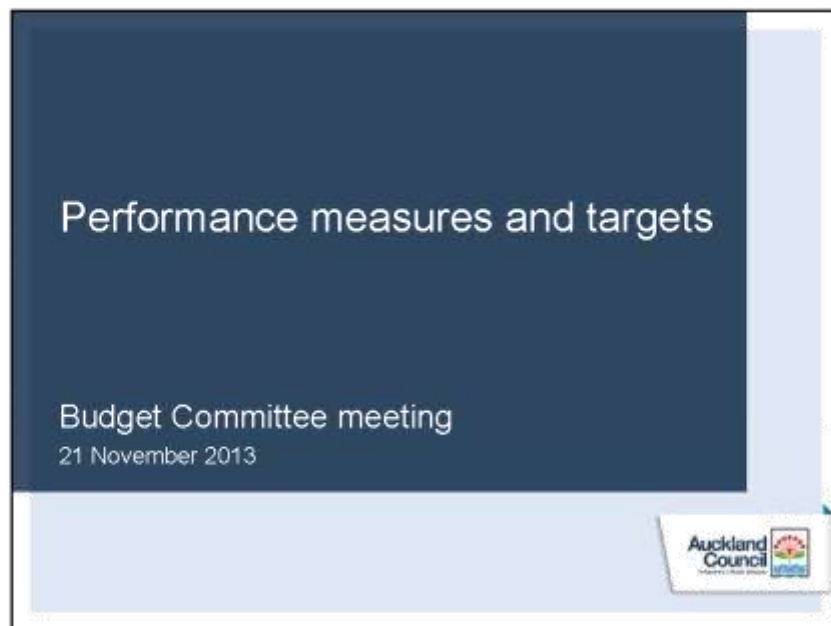 Performance measures and targets
Budget Committee meeting
21 November 2013
Auckland
Council